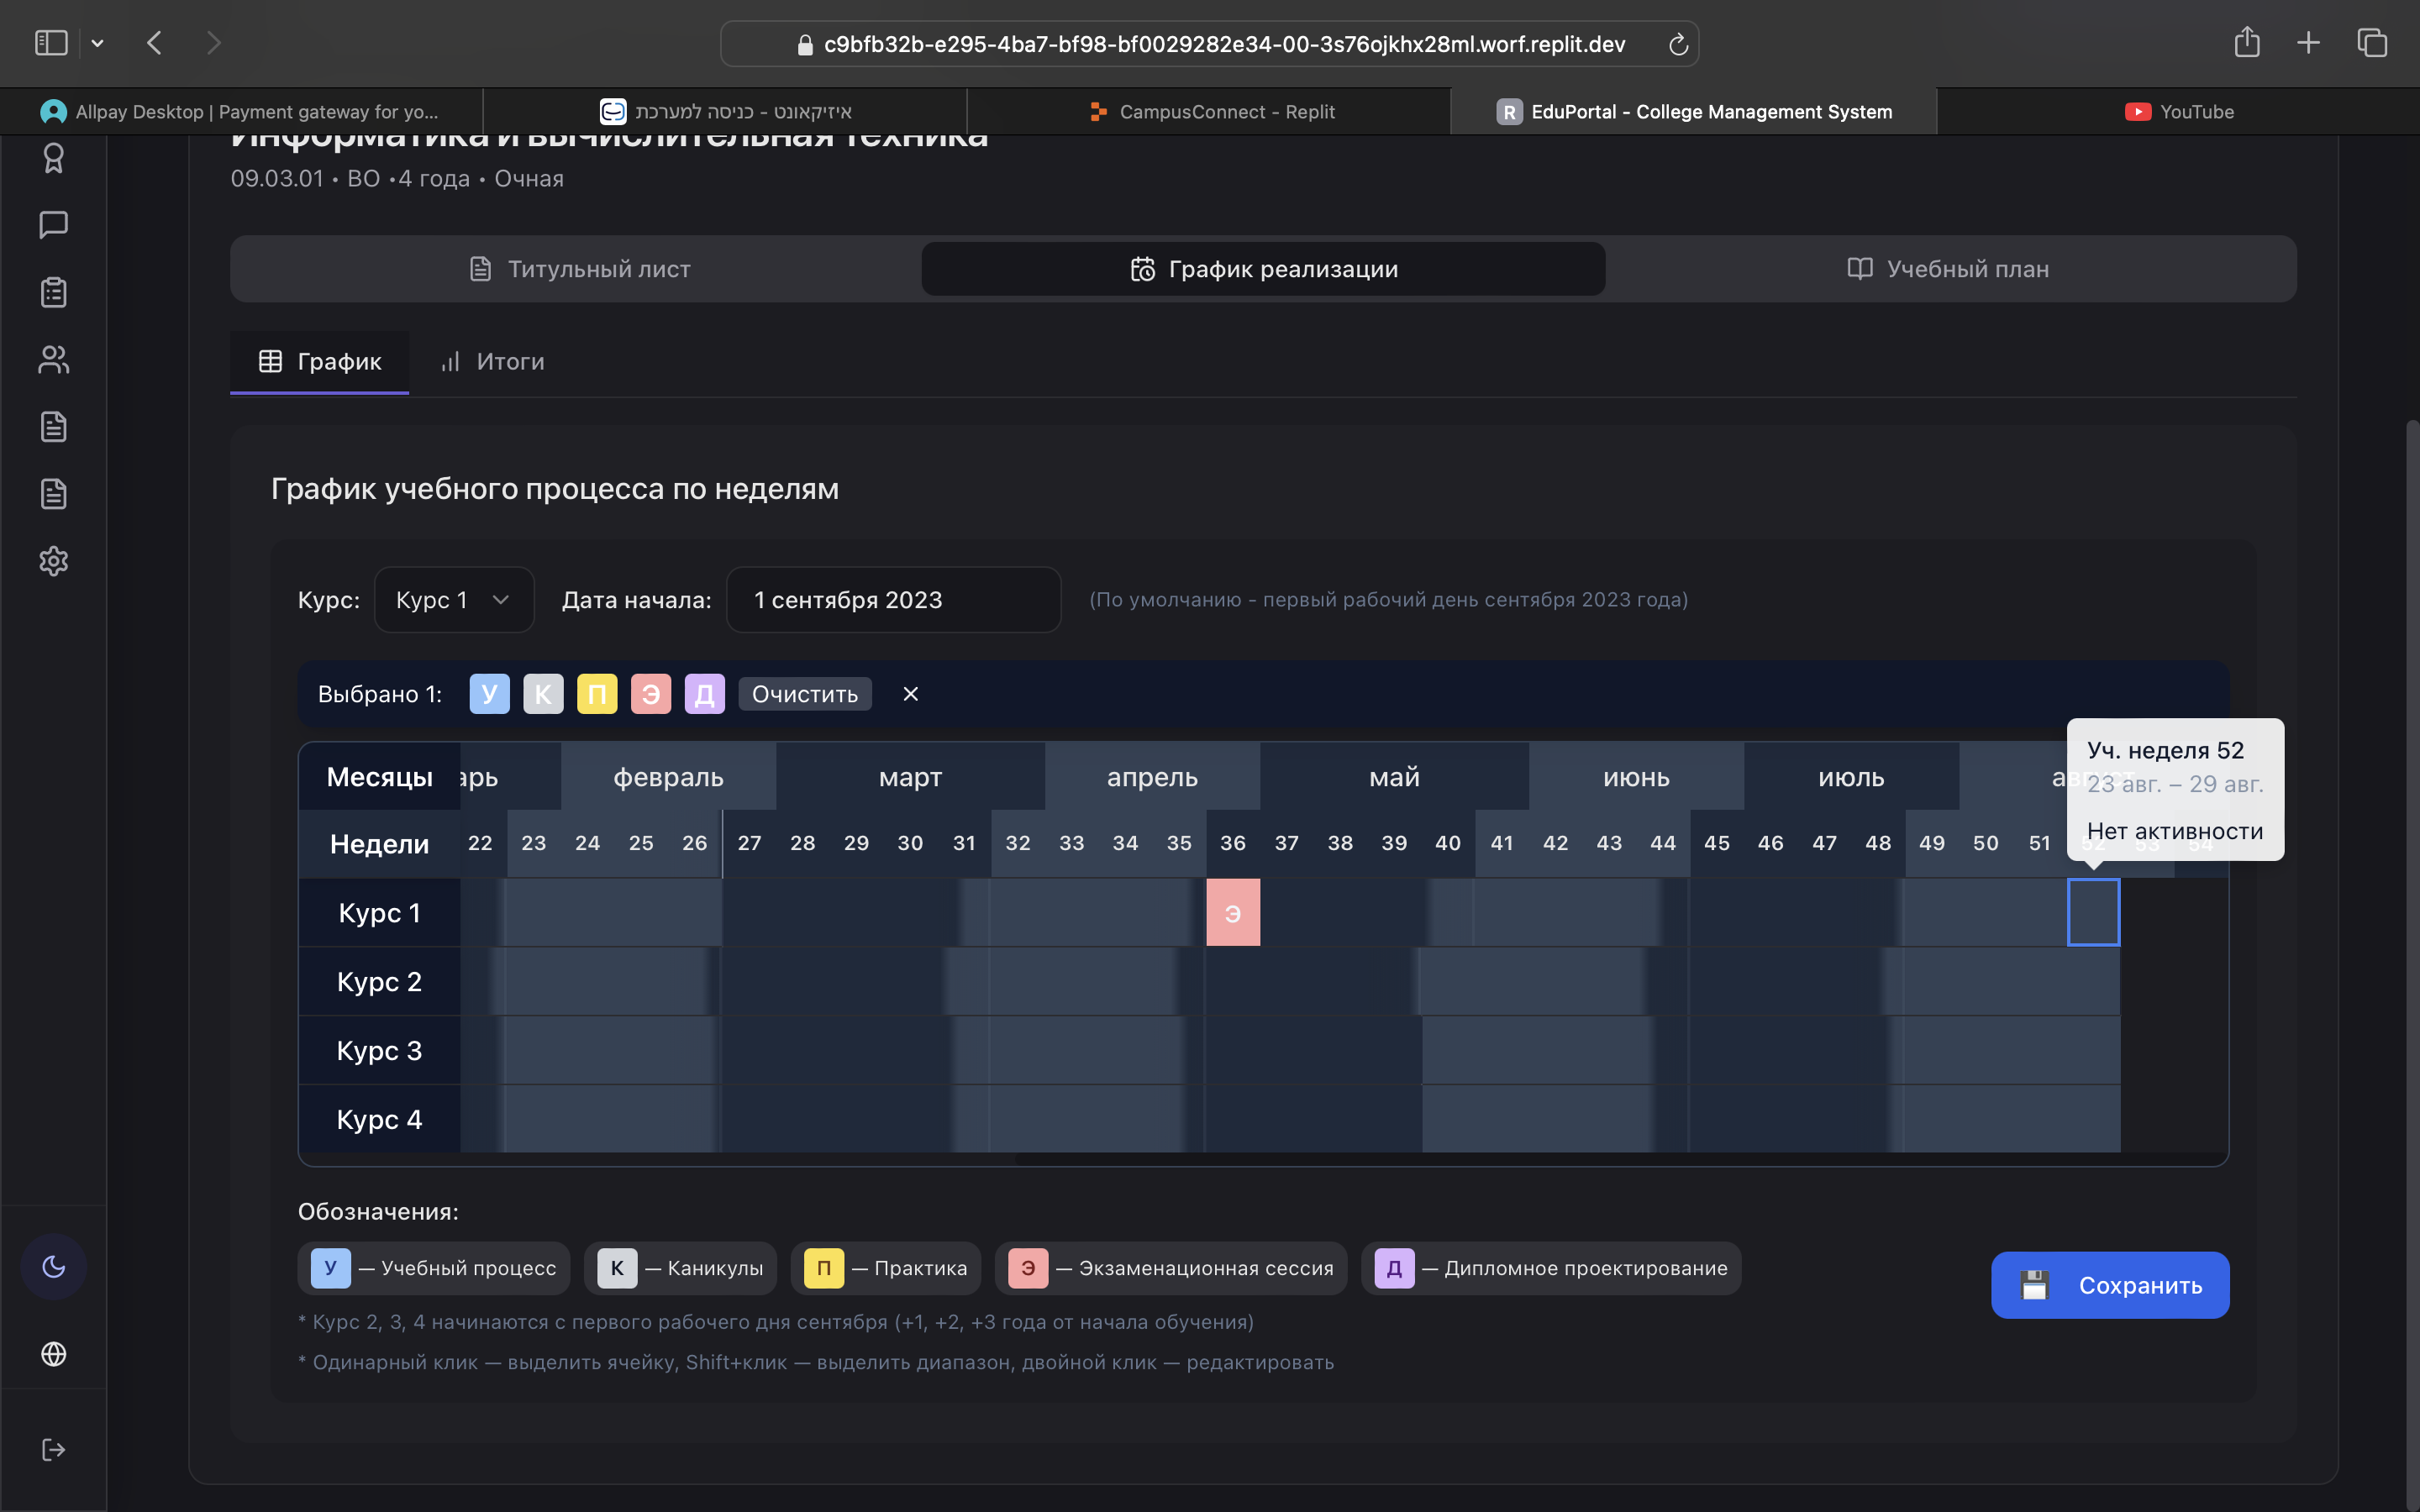 c9bfb32b-e295-4ba7-bf98-bf0029282e34-00-3s76ojkhx28ml.worf.replit.dev
Allpay Desktop | Payment gateway for yo...
איזיקאונט - כניסה למערכת
CampusConnect - Replit
R EduPortal - College Management System
YouTube
Информатика и вычислительная техника
09.03.01 • ВО •4 года • Очная
Титульный лист
График реализации
Учебный план
График
Итоги
График учебного процесса по неделям
Курс: Курс 1 Дата начала: 1 сентября 2023 (По умолчанию - первый рабочий день сентября 2023 года)
Выбрано 1: У К П Э Д Очистить ×
Уч. неделя 52
23 авг. – 29 авг.
Нет активности
Месяцы арь февраль март апрель май июнь июль август
Недели 22 23 24 25 26 27 28 29 30 31 32 33 34 35 36 37 38 39 40 41 42 43 44 45 46 47 48 49 50 51 52 53 54
Курс 1 Э
Курс 2
Курс 3
Курс 4
Обозначения:
У — Учебный процесс К — Каникулы П — Практика Э — Экзаменационная сессия Д — Дипломное проектирование
Сохранить
* Курс 2, 3, 4 начинаются с первого рабочего дня сентября (+1, +2, +3 года от начала обучения)
* Одинарный клик — выделить ячейку, Shift+клик — выделить диапазон, двойной клик — редактировать